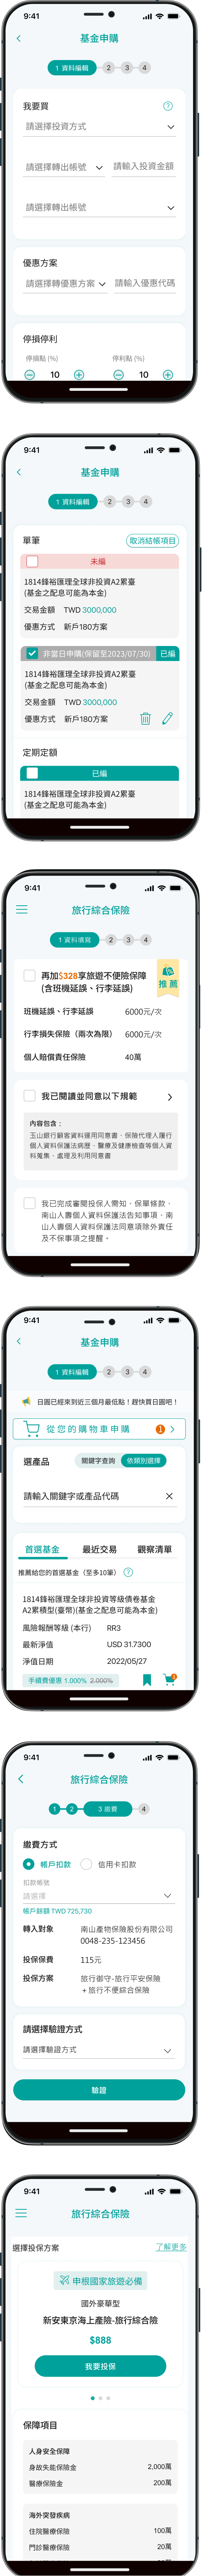 9:41
基金申購
1 資料編輯 2 3 4
我要買
請選擇投資方式
請選擇轉出帳號 請輸入投資金額
請選擇轉出帳號
優惠方案
請選擇轉優惠方案 請輸入優惠代碼
停損停利
停損點 (%) 停利點 (%)
10 10
9:41
基金申購
1 資料編輯 2 3 4
單筆 取消結帳項目
未編
1814鋒裕匯理全球非投資A2累臺
(基金之配息可能為本金)
交易金額 TWD 3000,000
優惠方式 新戶180方案
非當日申購(保留至2023/07/30) 已編
1814鋒裕匯理全球非投資A2累臺
(基金之配息可能為本金)
交易金額 TWD 3000,000
優惠方式 新戶180方案
定期定額
已編
1814鋒裕匯理全球非投資A2累臺
(基金之配息可能為本金)
9:41
旅行綜合保險
1 資料填寫 2 3 4
再加$328享旅遊不便險保障
(含班機延誤、行李延誤)
推薦
班機延誤、行李延誤 6000元/次
行李損失保險（兩次為限） 6000元/次
個人賠償責任保險 40萬
我已閱讀並同意以下規範
內容包含：
玉山銀行顧客資料運用同意書、保險代理人履行
個人資料保護法病歷、醫療及健康檢查等個人資
料蒐集、處理及利用同意書
我已完成審閱投保人需知、保單條款、
南山人壽個人資料保護法告知事項、南
山人壽個人資料保護法同意項除外責任
及不保事項之提醒。
9:41
基金申購
1 資料編輯 2 3 4
日圓已經來到近三個月最低點！趕快買日圓吧！
從您的購物車申購 1
選產品 關鍵字查詢 依類別選擇
請輸入關鍵字或產品代碼
首選基金 最近交易 觀察清單
推薦給您的首選基金（至多10筆）
1814鋒裕匯理全球非投資等級債券基金
A2累積型(臺幣)(基金之配息可能為本金)
風險報酬等級 (本行) RR3
最新淨值 USD 31.7300
淨值日期 2022/05/27
手續費優惠 1.000% 2.000%
9:41
旅行綜合保險
1 2 3 繳費 4
繳費方式
帳戶扣款 信用卡扣款
扣款帳號
請選擇
帳戶餘額 TWD 725,730
轉入對象 南山產物保險股份有限公司
0048-235-123456
投保保費 115元
投保方案 旅行御守-旅行平安保險
+ 旅行不便綜合保險
請選擇驗證方式
請選擇驗證方式
驗證
9:41
旅行綜合保險
選擇投保方案 了解更多
申根國家旅遊必備
國外豪華型
新安東京海上產險-旅行綜合險
$888
我要投保
保障項目
人身安全保障
身故失能保險金 2,000萬
醫療保險金 200萬
海外突發疾病
住院醫療保險 100萬
門診醫療保險 20萬